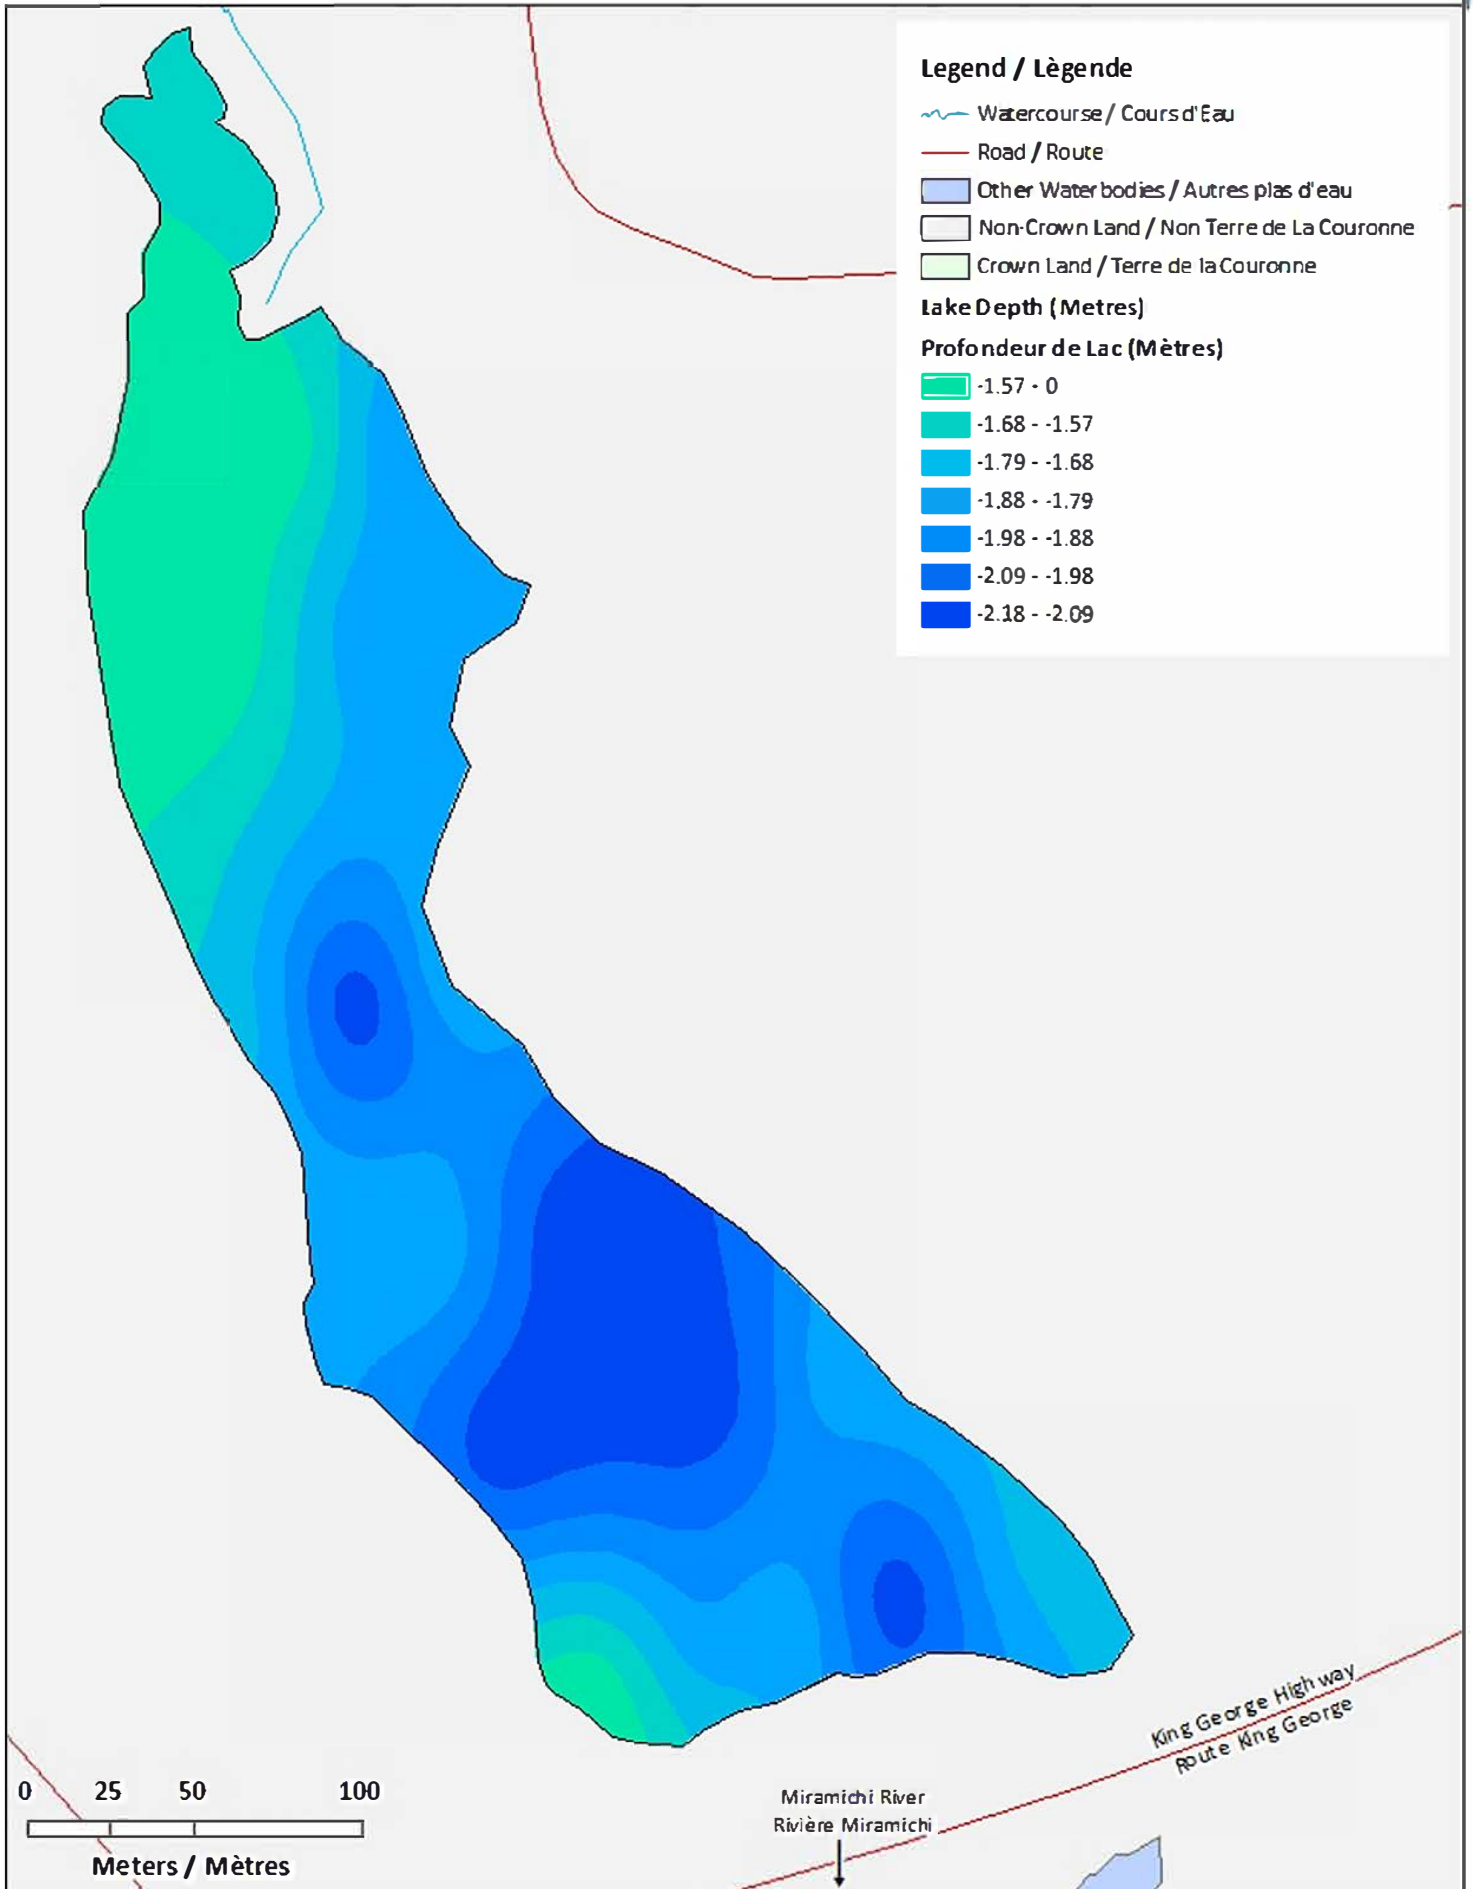 Legend / Lègende
Watercourse / Cours d'Eau
Road / Route
Other Waterbodies / Autres plas d'eau
Non-Crown Land / Non Terre de La Couronne
Crown Land / Terre de la Couronne
Lake Depth (Metres)
Profondeur de Lac (Mètres)
-1.57 - 0
-1.68 - -1.57
-1.79 - -1.68
-1.88 - -1.79
-1.98 - -1.88
-2.09 - -1.98
-2.18 - -2.09
King George Highway
Route King George
0 25 50 100
Meters / Mètres
Miramichi River
Rivière Miramichi